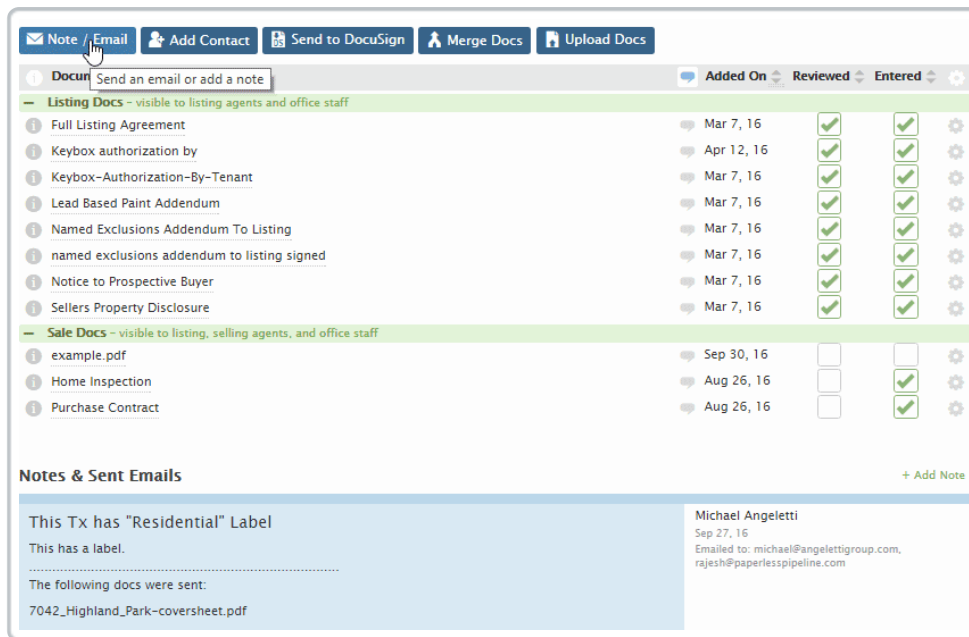 Note / Email Add Contact Send to DocuSign Merge Docs Upload Docs
Send an email or add a note
Added On Reviewed Entered
Listing Docs – visible to listing agents and office staff
Full Listing Agreement Mar 7, 16
Keybox authorization by Apr 12, 16
Keybox-Authorization-By-Tenant Mar 7, 16
Lead Based Paint Addendum Mar 7, 16
Named Exclusions Addendum To Listing Mar 7, 16
named exclusions addendum to listing signed Mar 7, 16
Notice to Prospective Buyer Mar 7, 16
Sellers Property Disclosure Mar 7, 16
Sale Docs – visible to listing, selling agents, and office staff
example.pdf Sep 30, 16
Home Inspection Aug 26, 16
Purchase Contract Aug 26, 16
Notes & Sent Emails + Add Note
This Tx has "Residential" Label
This has a label.
The following docs were sent:
7042_Highland_Park-coversheet.pdf
Michael Angeletti
Sep 27, 16
Emailed to: michael@angelettigroup.com,
rajesh@paperlesspipeline.com